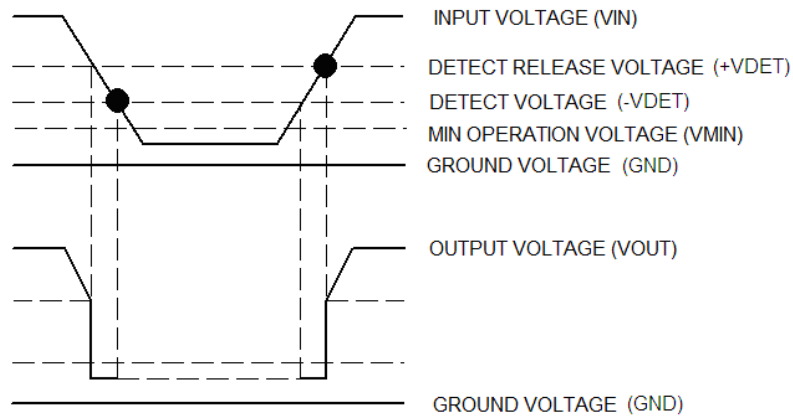 INPUT VOLTAGE (VIN)
DETECT RELEASE VOLTAGE (+VDET)
DETECT VOLTAGE (-VDET)
MIN OPERATION VOLTAGE (VMIN)
GROUND VOLTAGE (GND)
OUTPUT VOLTAGE (VOUT)
GROUND VOLTAGE (GND)